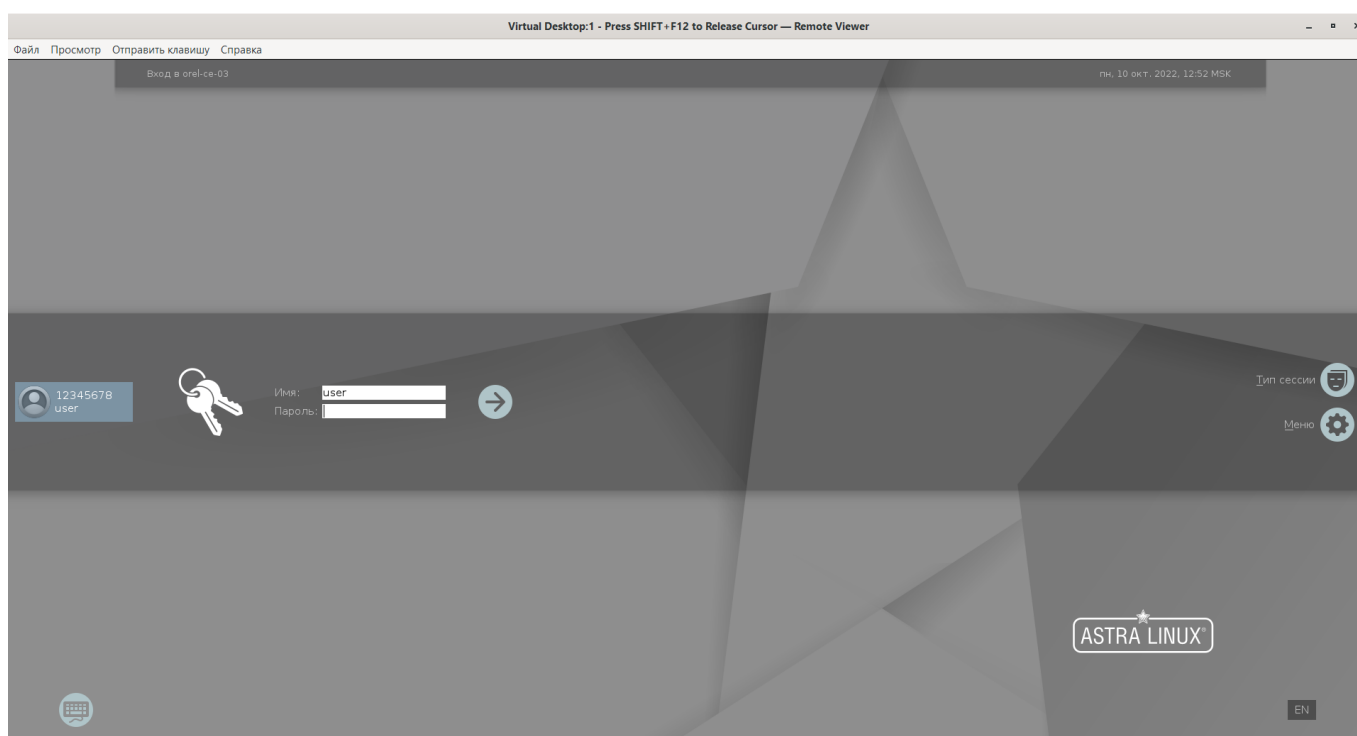 Virtual Desktop:1 - Press SHIFT+F12 to Release Cursor — Remote Viewer
Файл Просмотр Отправить клавишу Справка
Вход в orel-ce-03
пн, 10 окт. 2022, 12:52 MSK
12345678
user
Имя: user
Пароль:
Тип сессии
Меню
ASTRA LINUX®
EN